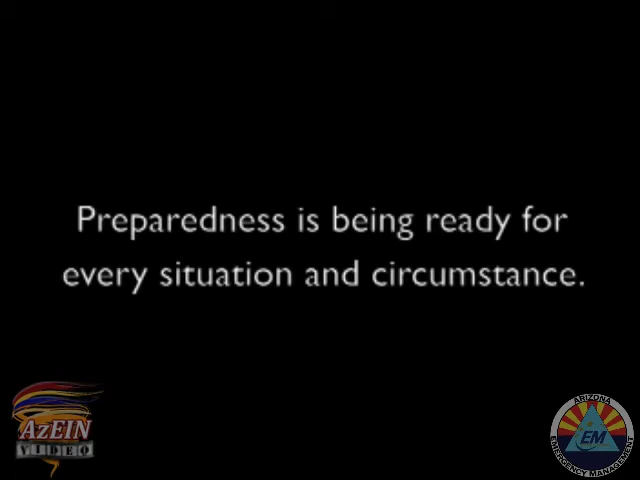 Preparedness is being ready for
every situation and circumstance.
AzEIN
VIDEO
ARIZONA
EM
EMERGENCY MANAGEMENT